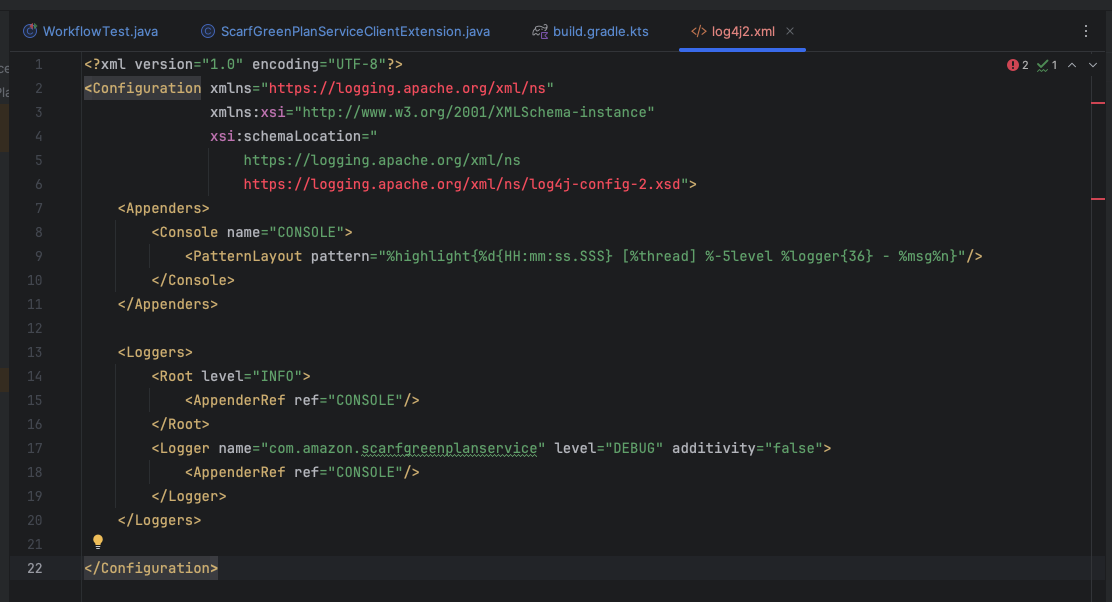 WorkflowTest.java ScarfGreenPlanServiceClientExtension.java build.gradle.kts </> log4j2.xml
1 <?xml version="1.0" encoding="UTF-8"?> 2 1
2 <Configuration xmlns="https://logging.apache.org/xml/ns"
3 xmlns:xsi="http://www.w3.org/2001/XMLSchema-instance"
4 xsi:schemaLocation="
5 https://logging.apache.org/xml/ns
6 https://logging.apache.org/xml/ns/log4j-config-2.xsd">
7 <Appenders>
8 <Console name="CONSOLE">
9 <PatternLayout pattern="%highlight{%d{HH:mm:ss.SSS} [%thread] %-5level %logger{36} - %msg%n}"/>
10 </Console>
11 </Appenders>
12
13 <Loggers>
14 <Root level="INFO">
15 <AppenderRef ref="CONSOLE"/>
16 </Root>
17 <Logger name="com.amazon.scarfgreenplanservice" level="DEBUG" additivity="false">
18 <AppenderRef ref="CONSOLE"/>
19 </Logger>
20 </Loggers>
21
22 </Configuration>